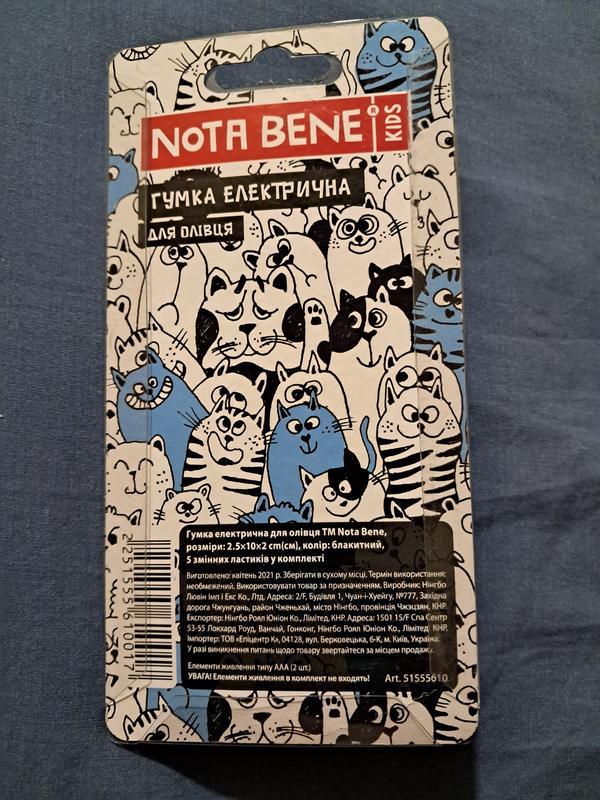 NOTA BENE ® KIDS
ГУМКА ЕЛЕКТРИЧНА
ДЛЯ ОЛІВЦЯ
Гумка електрична для олівця ТМ Nota Bene,
розміри: 2.5×10×2 cm(см), колір: блакитний,
5 змінних ластиків у комплекті
Виготовлено: квітень 2021 р. Зберігати в сухому місці. Термін використання:
необмежений. Використовувати товар за призначенням. Виробник: Нінгбо
Лювін Імп і Екс Ко., Лтд. Адреса: 2/F, Будівля 1, Чуан-і-Хуейгу, №777, Західна
дорога Чжунгуань, район Ченьхай, місто Нінгбо, провінція Чжэцзян, КНР.
Експортер: Нінгбо Роял Юніон Ко., Лімітед, КНР. Адреса: 1501 15/F Спа Сентр
53-55 Локхард Роуд, Ванчай, Гонконг, Нінгбо Роял Юніон Ко., Лімітед, КНР.
Імпортер: ТОВ «Епіцентр К», 04128, вул. Берковецька, 6-К, м. Київ, Україна.
У разі виникнення питань щодо товару звертайтеся за місцем продажу.
Елементи живлення типу ААА (2 шт.)
УВАГА! Елементи живлення в комплект не входять!
Art. 51555610